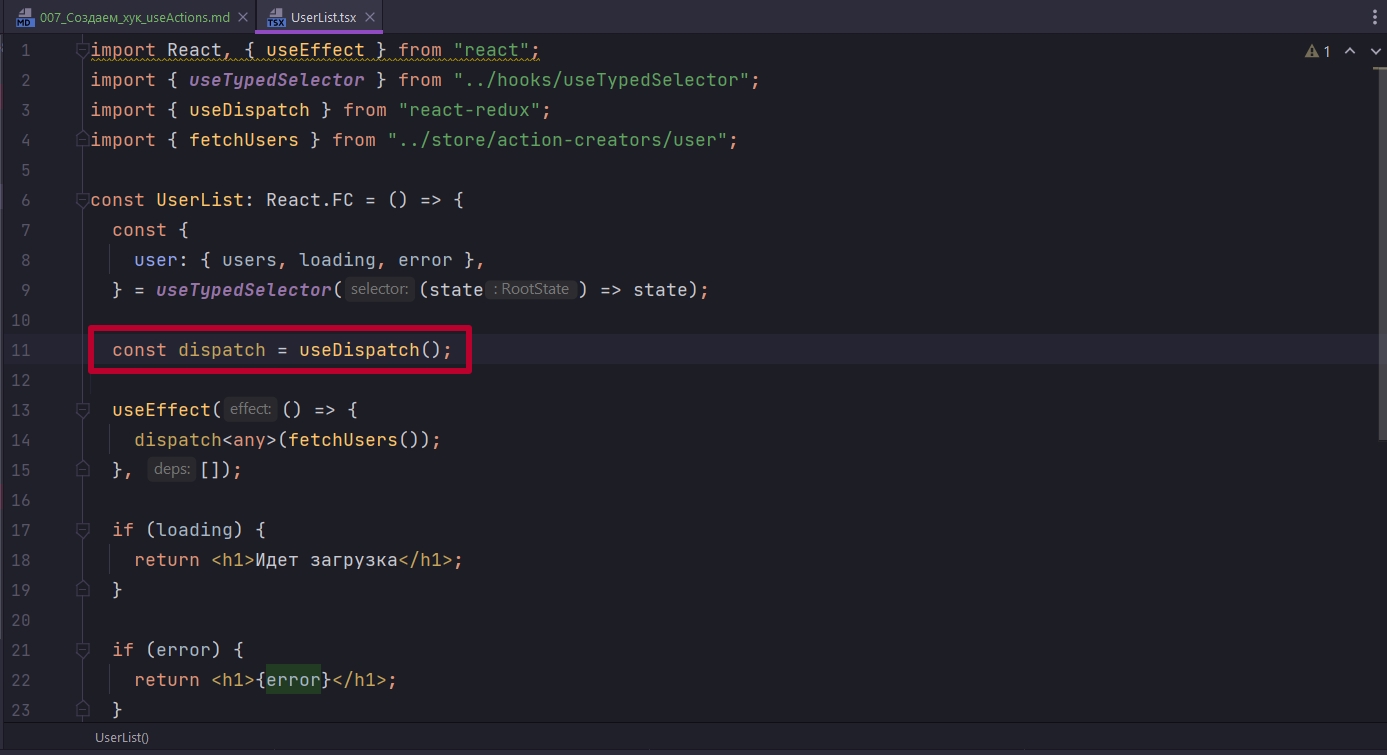 007_Создаем_хук_useActions.md UserList.tsx
1 import React, { useEffect } from "react";
2 import { useTypedSelector } from "../hooks/useTypedSelector";
3 import { useDispatch } from "react-redux";
4 import { fetchUsers } from "../store/action-creators/user";
5
6 const UserList: React.FC = () => {
7 const {
8 user: { users, loading, error },
9 } = useTypedSelector( selector: (state : RootState ) => state);
10
11 const dispatch = useDispatch();
12
13 useEffect( effect: () => {
14 dispatch<any>(fetchUsers());
15 }, deps: []);
16
17 if (loading) {
18 return <h1>Идет загрузка</h1>;
19 }
20
21 if (error) {
22 return <h1>{error}</h1>;
23 }
UserList()
1
MD
TSX